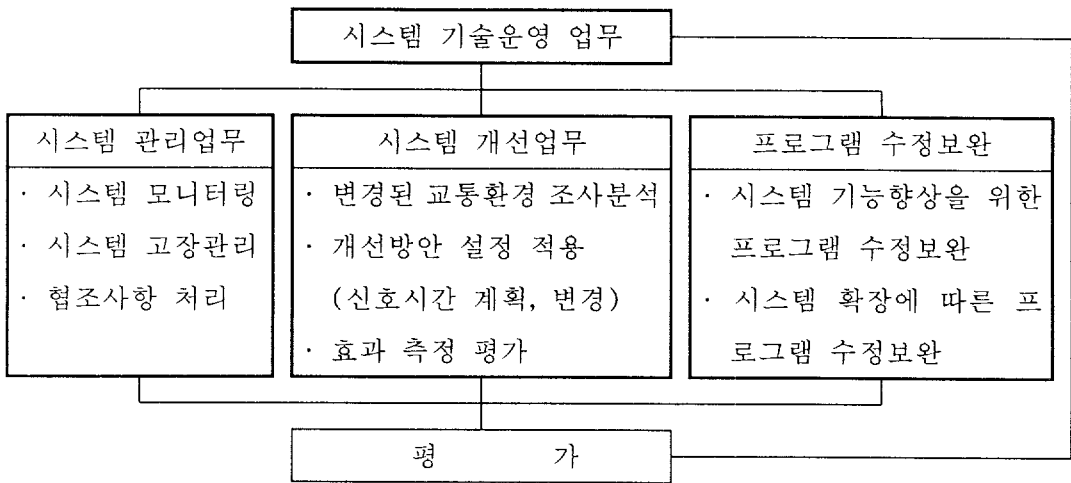 시스템 기술운영 업무
시스템 관리업무
· 시스템 모니터링
· 시스템 고장관리
· 협조사항 처리
시스템 개선업무
· 변경된 교통환경 조사분석
· 개선방안 설정 적용
(신호시간 계획, 변경)
· 효과 측정 평가
프로그램 수정보완
· 시스템 기능향상을 위한
프로그램 수정보완
· 시스템 확장에 따른 프
로그램 수정보완
평 가